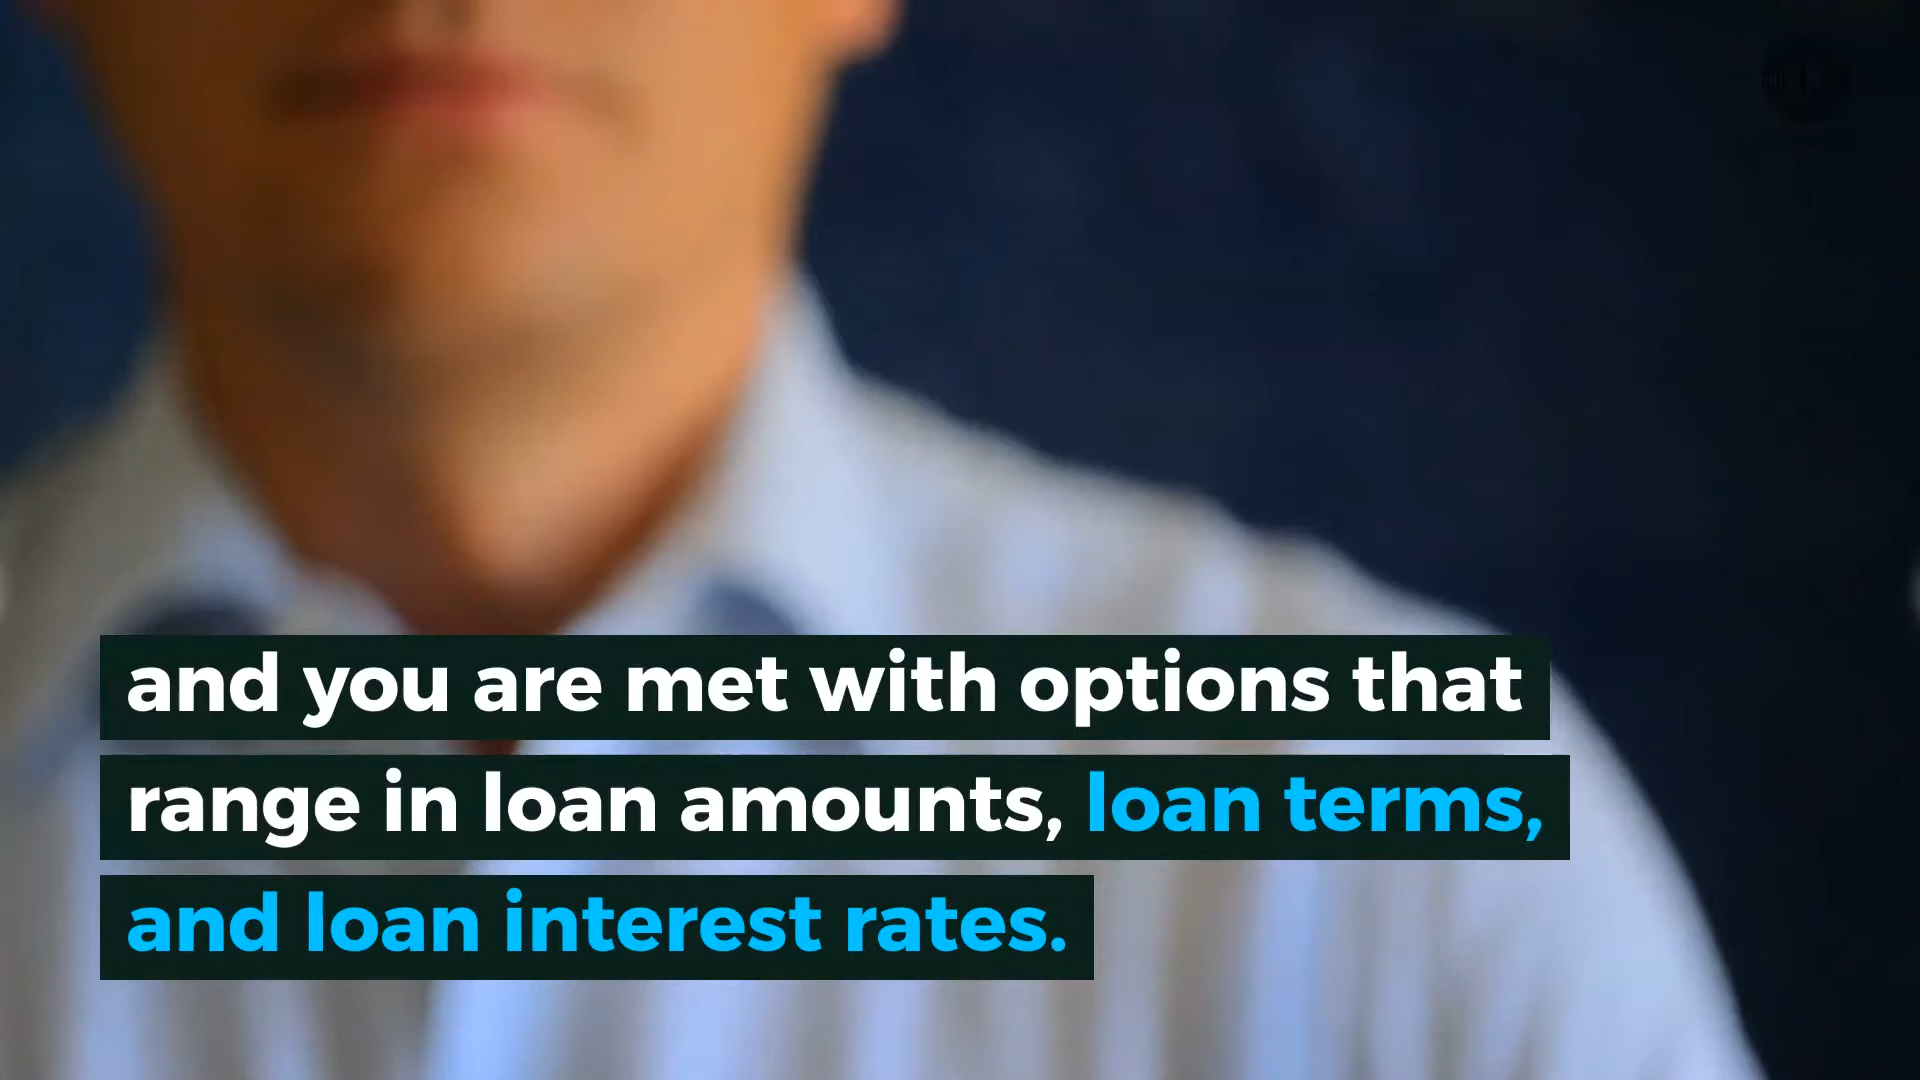 and you are met with options that
range in loan amounts, loan terms,
and loan interest rates.